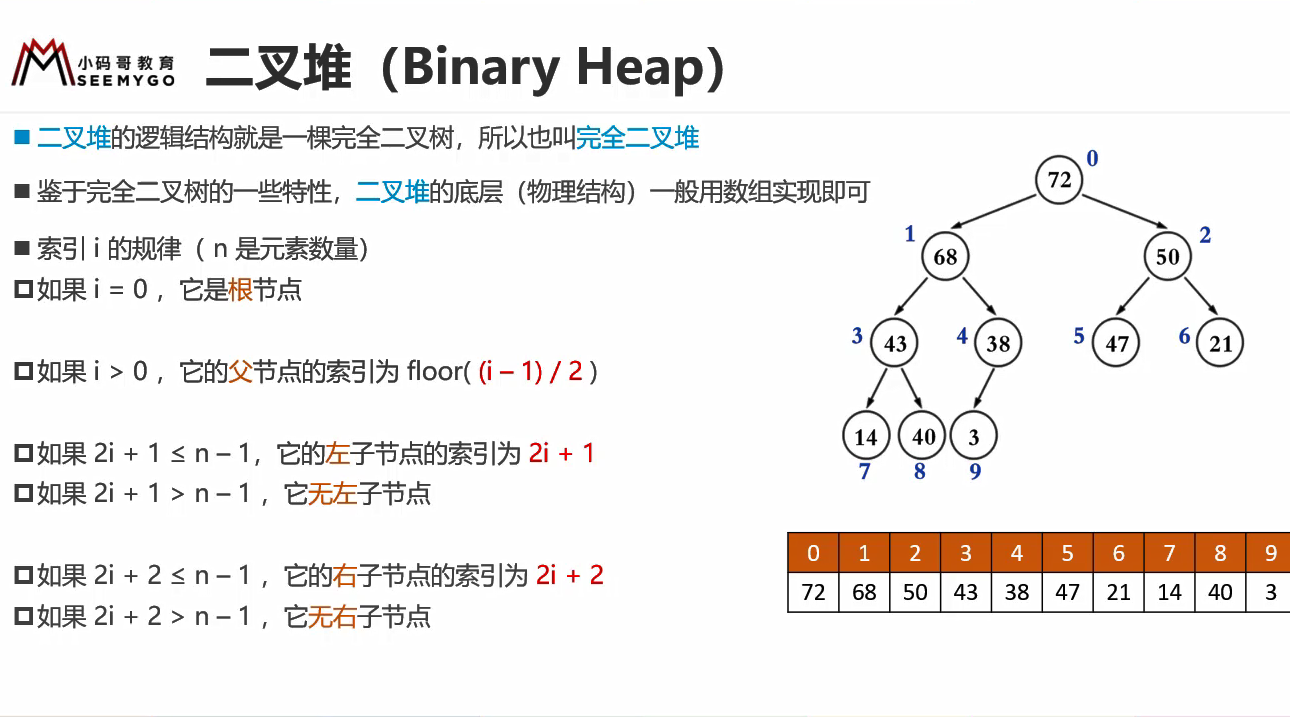 小码哥教育
SEEMYGO
二叉堆（Binary Heap）
■ 二叉堆的逻辑结构就是一棵完全二叉树，所以也叫完全二叉堆
■ 鉴于完全二叉树的一些特性，二叉堆的底层（物理结构）一般用数组实现即可
■ 索引 i 的规律（ n 是元素数量）
如果 i = 0 ，它是根节点
如果 i > 0 ，它的父节点的索引为 floor( (i – 1) / 2 )
如果 2i + 1 ≤ n – 1，它的左子节点的索引为 2i + 1
如果 2i + 1 > n – 1 ，它无左子节点
如果 2i + 2 ≤ n – 1 ，它的右子节点的索引为 2i + 2
如果 2i + 2 > n – 1 ，它无右子节点
0
72
1 2
68 50
3 4 5 6
43 38 47 21
14 40 3
7 8 9
0 1 2 3 4 5 6 7 8 9
72 68 50 43 38 47 21 14 40 3